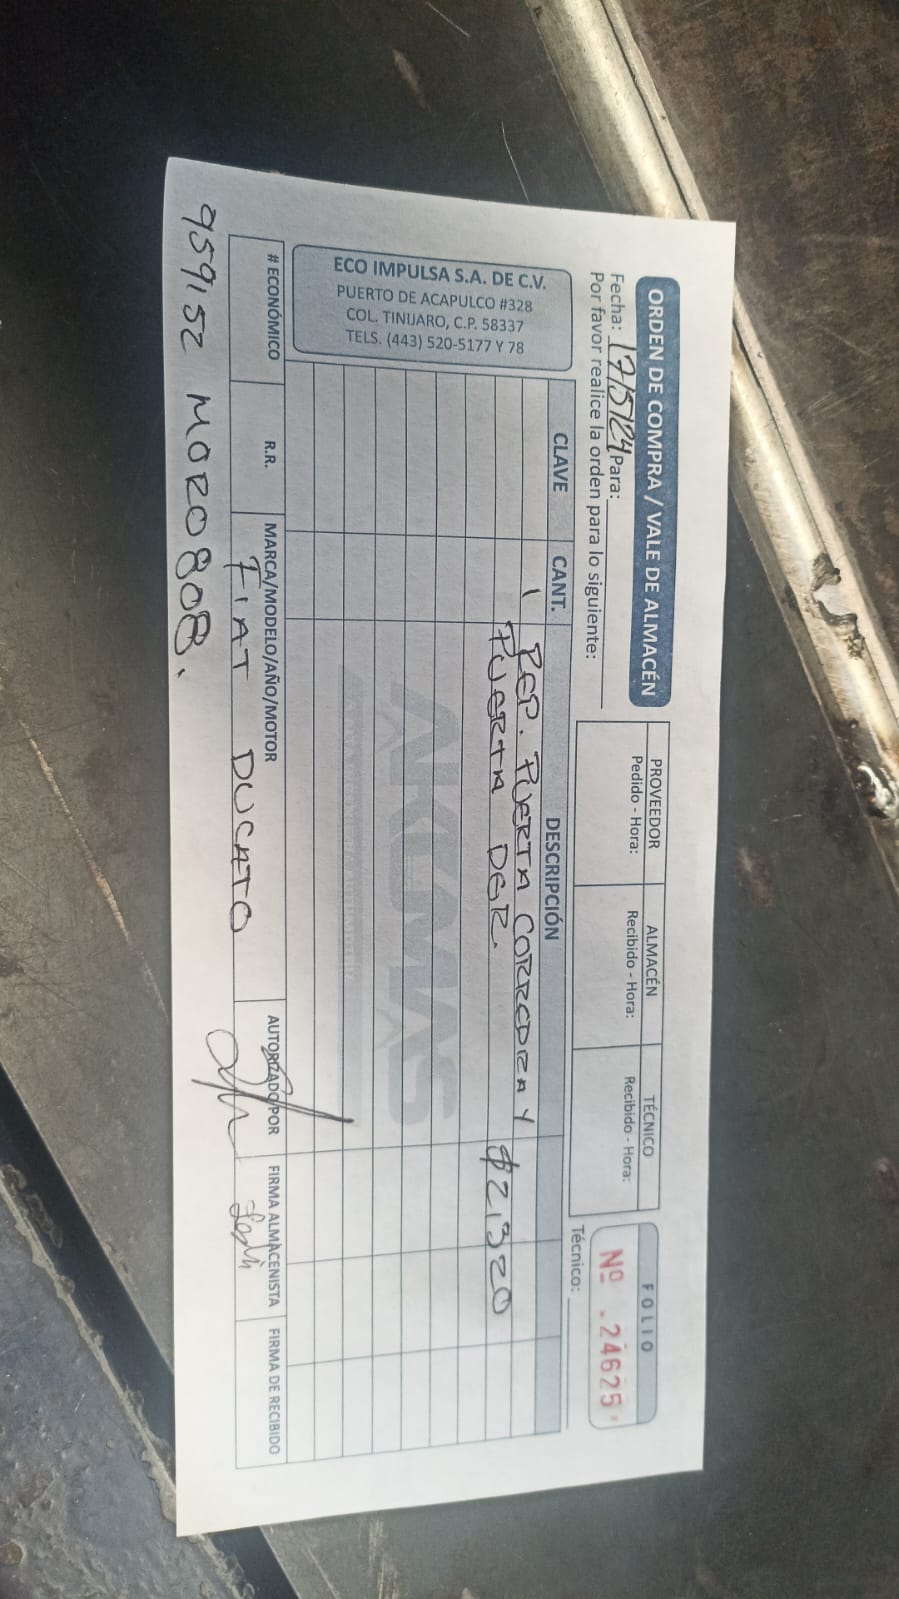 ORDEN DE COMPRA / VALE DE ALMACÉN
Fecha: 17/5/24 Para:
Por favor realice la orden para lo siguiente:
PROVEEDOR
Pedido - Hora:
ALMACÉN
Recibido - Hora:
TÉCNICO
Recibido - Hora:
FOLIO
Nº .24625
Técnico:
ECO IMPULSA S.A. DE C.V.
PUERTO DE ACAPULCO #328
COL. TINIJARO, C.P. 58337
TELS. (443) 520-5177 Y 78
CLAVE CANT. DESCRIPCIÓN
1 REP. PUERTA CORREDIZA Y
PUERTA DER. $2,320
AKUMAS
# ECONÓMICO R.R. MARCA/MODELO/AÑO/MOTOR AUTORIZADO POR FIRMA ALMACENISTA FIRMA DE RECIBIDO
FIAT DUCATO
959152 MORO808.